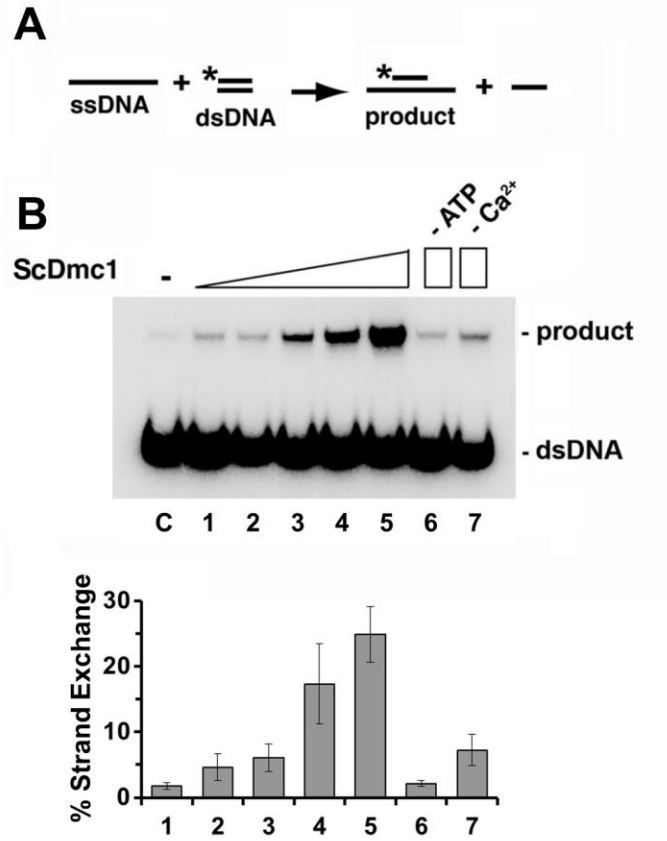 A
ssDNA + * dsDNA * product +
B
ScDmc1 - - ATP - Ca²⁺
- product
- dsDNA
C 1 2 3 4 5 6 7
% Strand Exchange
30
20
10
0
1 2 3 4 5 6 7